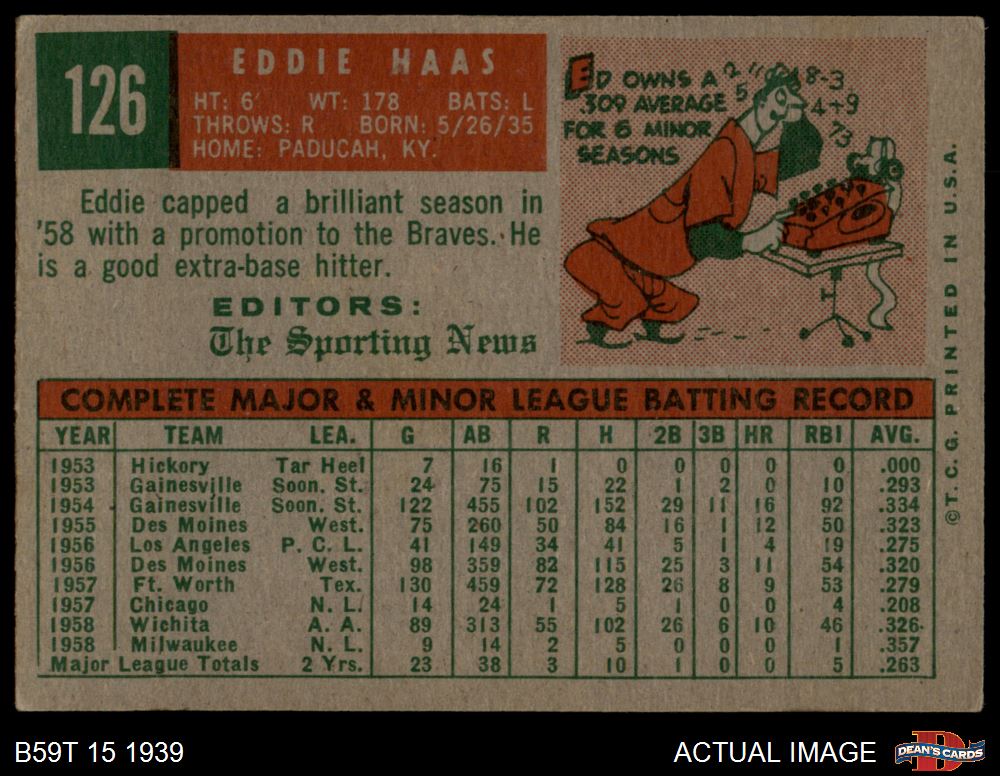 126
EDDIE HAAS
HT: 6' WT: 178 BATS: L
THROWS: R BORN: 5/26/35
HOME: PADUCAH, KY.
Eddie capped a brilliant season in
'58 with a promotion to the Braves. He
is a good extra-base hitter.
EDITORS:
The Sporting News
ED OWNS A
.309 AVERAGE
FOR 6 MINOR
SEASONS
8-3
4+9
73
COMPLETE MAJOR & MINOR LEAGUE BATTING RECORD
YEAR TEAM LEA. G AB R H 2B 3B HR RBI AVG.
1953 Hickory Tar Heel 7 16 1 0 0 0 0 0 .000
1953 Gainesville Soon. St. 24 75 15 22 1 2 0 10 .293
1954 Gainesville Soon. St. 122 455 102 152 29 11 16 92 .334
1955 Des Moines West. 75 260 50 84 16 1 12 50 .323
1956 Los Angeles P. C. L. 41 149 34 41 5 1 4 19 .275
1956 Des Moines West. 98 359 82 115 25 3 11 54 .320
1957 Ft. Worth Tex. 130 459 72 128 26 8 9 53 .279
1957 Chicago N. L. 14 24 1 5 1 0 0 4 .208
1958 Wichita A. A. 89 313 55 102 26 6 10 46 .326
1958 Milwaukee N. L. 9 14 2 5 0 0 0 1 .357
Major League Totals 2 Yrs. 23 38 3 10 1 0 0 5 .263
©T.C.G. PRINTED IN U.S.A.
B59T 15 1939
ACTUAL IMAGE
DEAN'S CARDS